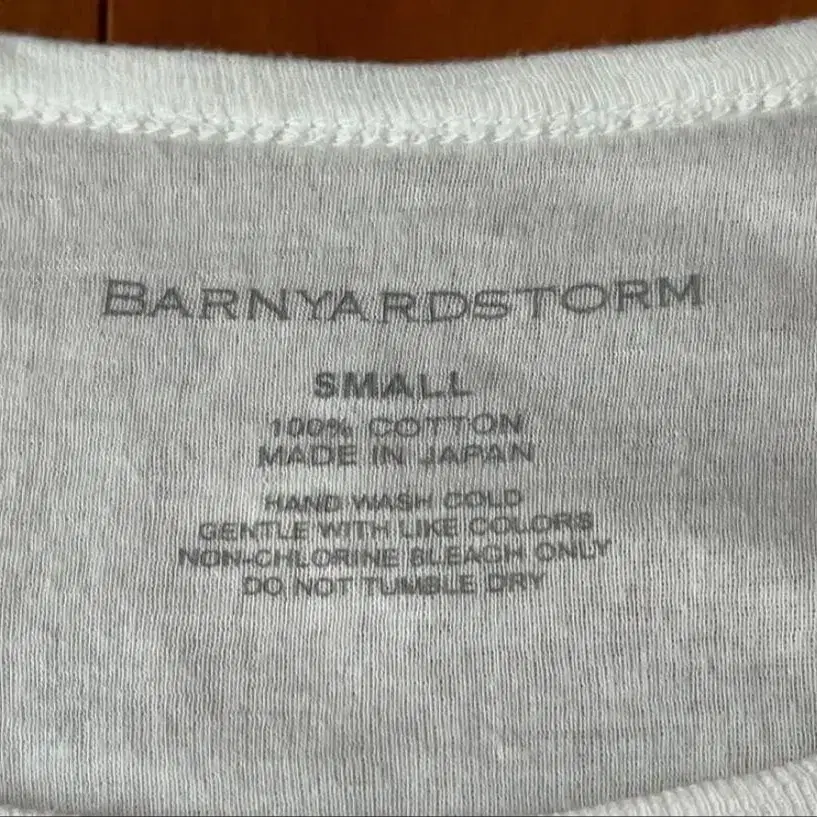 BARNYARDSTORM
SMALL
100% COTTON
MADE IN JAPAN
HAND WASH COLD
GENTLE WITH LIKE COLORS
NON-CHLORINE BLEACH ONLY
DO NOT TUMBLE DRY